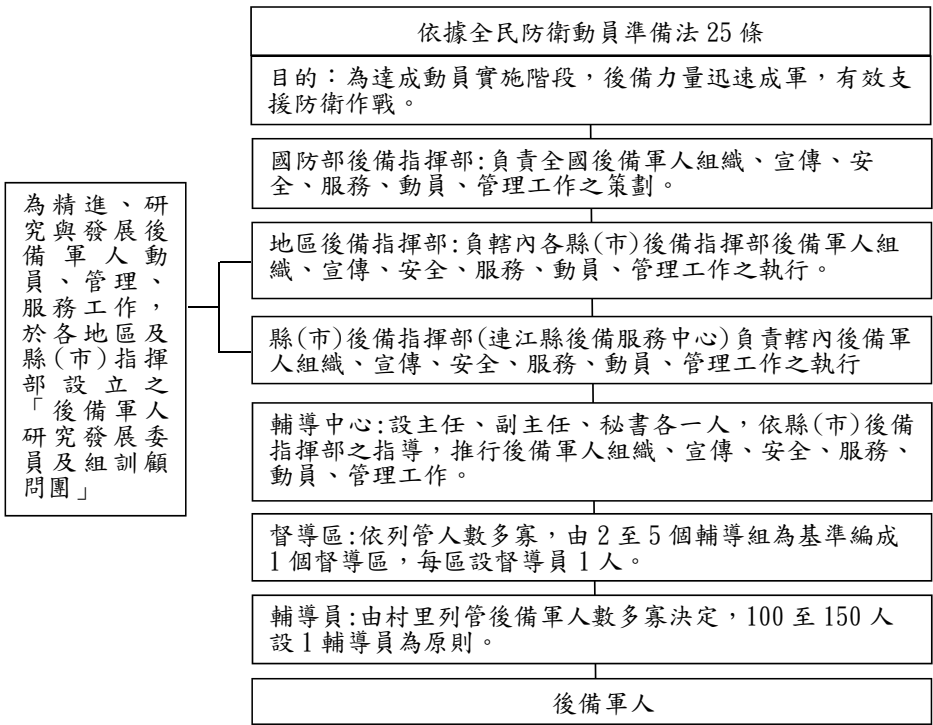 依據全民防衛動員準備法25條
目的：為達成動員實施階段，後備力量迅速成軍，有效支
援防衛作戰。
國防部後備指揮部:負責全國後備軍人組織、宣傳、安
全、服務、動員、管理工作之策劃。
為精進、研
究與發展後
備軍人動
員、管理、
服務工作，
於各地區及
縣(市)指揮
部設立之
「後備軍人
研究發展委
員及組訓顧
問團」
地區後備指揮部:負轄內各縣(市)後備指揮部後備軍人組
織、宣傳、安全、服務、動員、管理工作之執行。
縣(市)後備指揮部(連江縣後備服務中心)負責轄內後備軍
人組織、宣傳、安全、服務、動員、管理工作之執行
輔導中心:設主任、副主任、秘書各一人，依縣(市)後備
指揮部之指導，推行後備軍人組織、宣傳、安全、服務、
動員、管理工作。
督導區:依列管人數多寡，由2至5個輔導組為基準編成
1個督導區，每區設督導員1人。
輔導員:由村里列管後備軍人數多寡決定，100至150人
設1輔導員為原則。
後備軍人